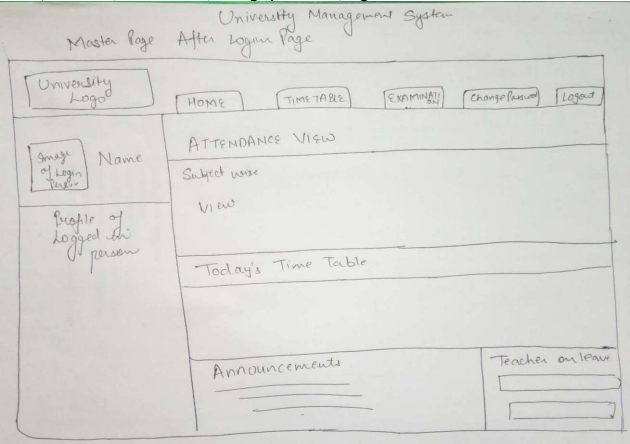 University Management System
Master Page After Login Page
University
Logo
HOME
TIME TABLE
EXAMINATI
ON
Change Password
Logout
Image
of Login
Person
Name
ATTENDANCE VIEW
Subject wise
View
Profile of
Logged in
person
Today's Time Table
Announcements
Teacher on leave